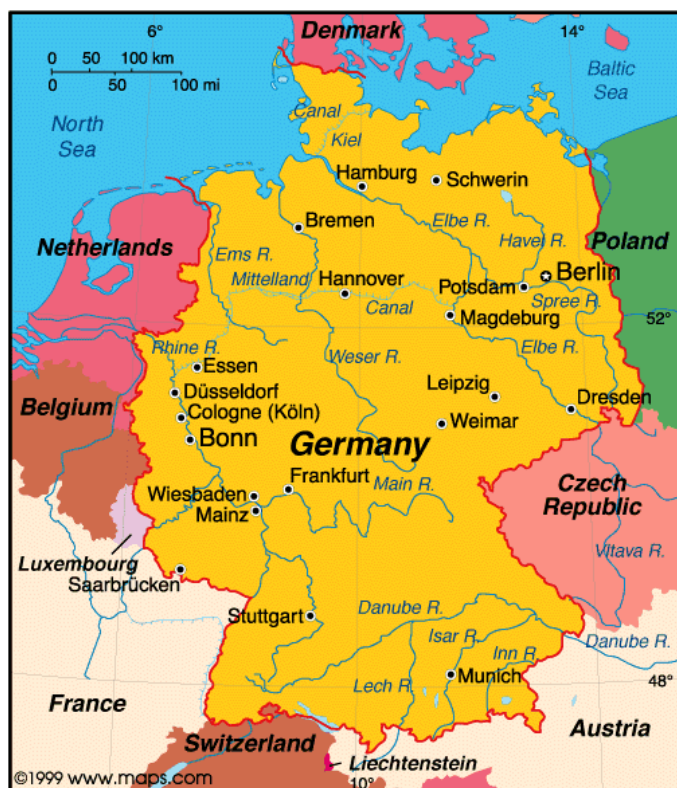 6°
Denmark
14°
0 50 100 km
0 50 100 mi
Baltic
Sea
North
Sea
Canal
Kiel
Hamburg
Schwerin
Bremen
Elbe R.
Havel R.
Poland
Netherlands
Ems R.
Mittelland
Hannover
Canal
Berlin
Potsdam
Spree R.
Magdeburg
52°
Rhine R.
Essen
Weser R.
Elbe R.
Düsseldorf
Leipzig
Dresden
Belgium
Cologne (Köln)
Weimar
Bonn
Germany
Frankfurt
Wiesbaden
Main R.
Czech
Republic
Mainz
Vltava R.
Luxembourg
Saarbrücken
Stuttgart
Danube R.
Isar R.
Inn R.
Danube R.
Lech R.
Munich
48°
France
Switzerland
Austria
Liechtenstein
©1999 www.maps.com
10°